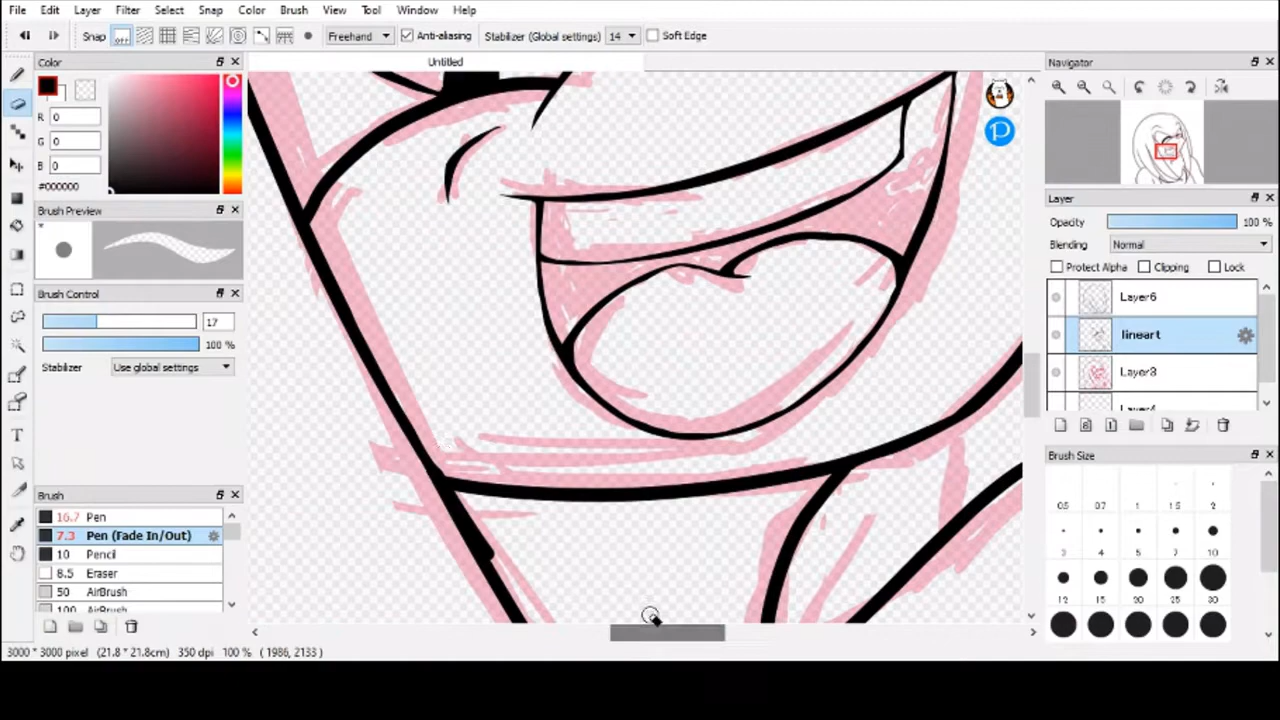 File Edit Layer Filter Select Snap Color Brush View Tool Window Help
Snap off Freehand Anti-aliasing Stabilizer (Global settings) 14 Soft Edge
Color
Untitled
Navigator
R 0
G 0
B 0
#000000
P
Layer
Brush Preview
*
Opacity 100 %
Blending Normal
Protect Alpha Clipping Lock
Brush Control
17
100 %
Stabilizer Use global settings
Layer6
lineart
Layer3
Layer4
8 1
T
Brush
16.7 Pen
7.3 Pen (Fade In/Out)
10 Pencil
8.5 Eraser
50 AirBrush
100 AirBrush
Brush Size
0.5 0.7 1 1.5 2
3 4 5 7 10
12 15 20 25 30
3000 * 3000 pixel (21.8 * 21.8cm) 350 dpi 100 % ( 1986, 2133 )